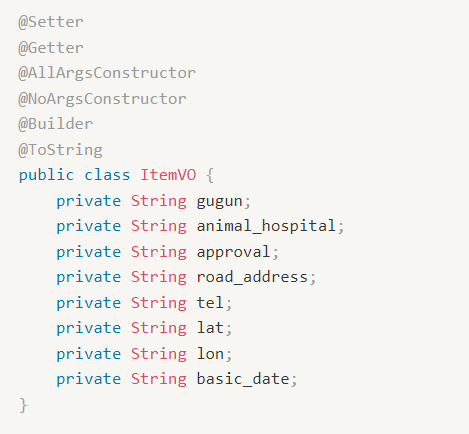 @Setter
@Getter
@AllArgsConstructor
@NoArgsConstructor
@Builder
@ToString
public class ItemVO {
    private String gugun;
    private String animal_hospital;
    private String approval;
    private String road_address;
    private String tel;
    private String lat;
    private String lon;
    private String basic_date;
}